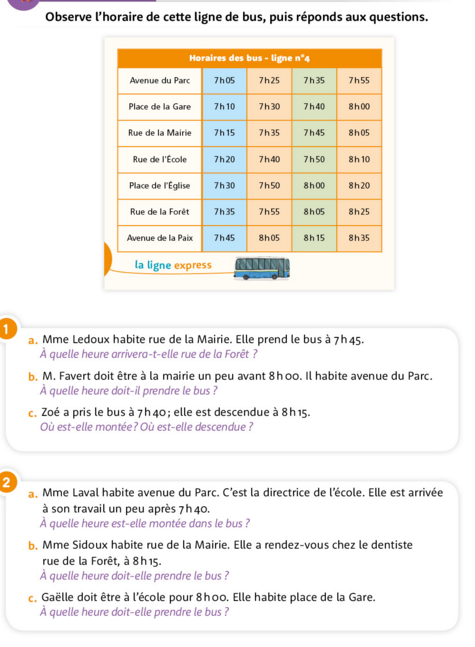 Observe l'horaire de cette ligne de bus, puis réponds aux questions.
Horaires des bus - ligne n°4
Avenue du Parc 7h05 7h25 7h35 7h55
Place de la Gare 7h10 7h30 7h40 8h00
Rue de la Mairie 7h15 7h35 7h45 8h05
Rue de l'École 7h20 7h40 7h50 8h10
Place de l'Église 7h30 7h50 8h00 8h20
Rue de la Forêt 7h35 7h55 8h05 8h25
Avenue de la Paix 7h45 8h05 8h15 8h35
la ligne express
1
a. Mme Ledoux habite rue de la Mairie. Elle prend le bus à 7h45.
À quelle heure arrivera-t-elle rue de la Forêt ?
b. M. Favert doit être à la mairie un peu avant 8h00. Il habite avenue du Parc.
À quelle heure doit-il prendre le bus ?
c. Zoé a pris le bus à 7h40 ; elle est descendue à 8h15.
Où est-elle montée ? Où est-elle descendue ?
2
a. Mme Laval habite avenue du Parc. C'est la directrice de l'école. Elle est arrivée
à son travail un peu après 7h40.
À quelle heure est-elle montée dans le bus ?
b. Mme Sidoux habite rue de la Mairie. Elle a rendez-vous chez le dentiste
rue de la Forêt, à 8h15.
À quelle heure doit-elle prendre le bus ?
c. Gaëlle doit être à l'école pour 8h00. Elle habite place de la Gare.
À quelle heure doit-elle prendre le bus ?